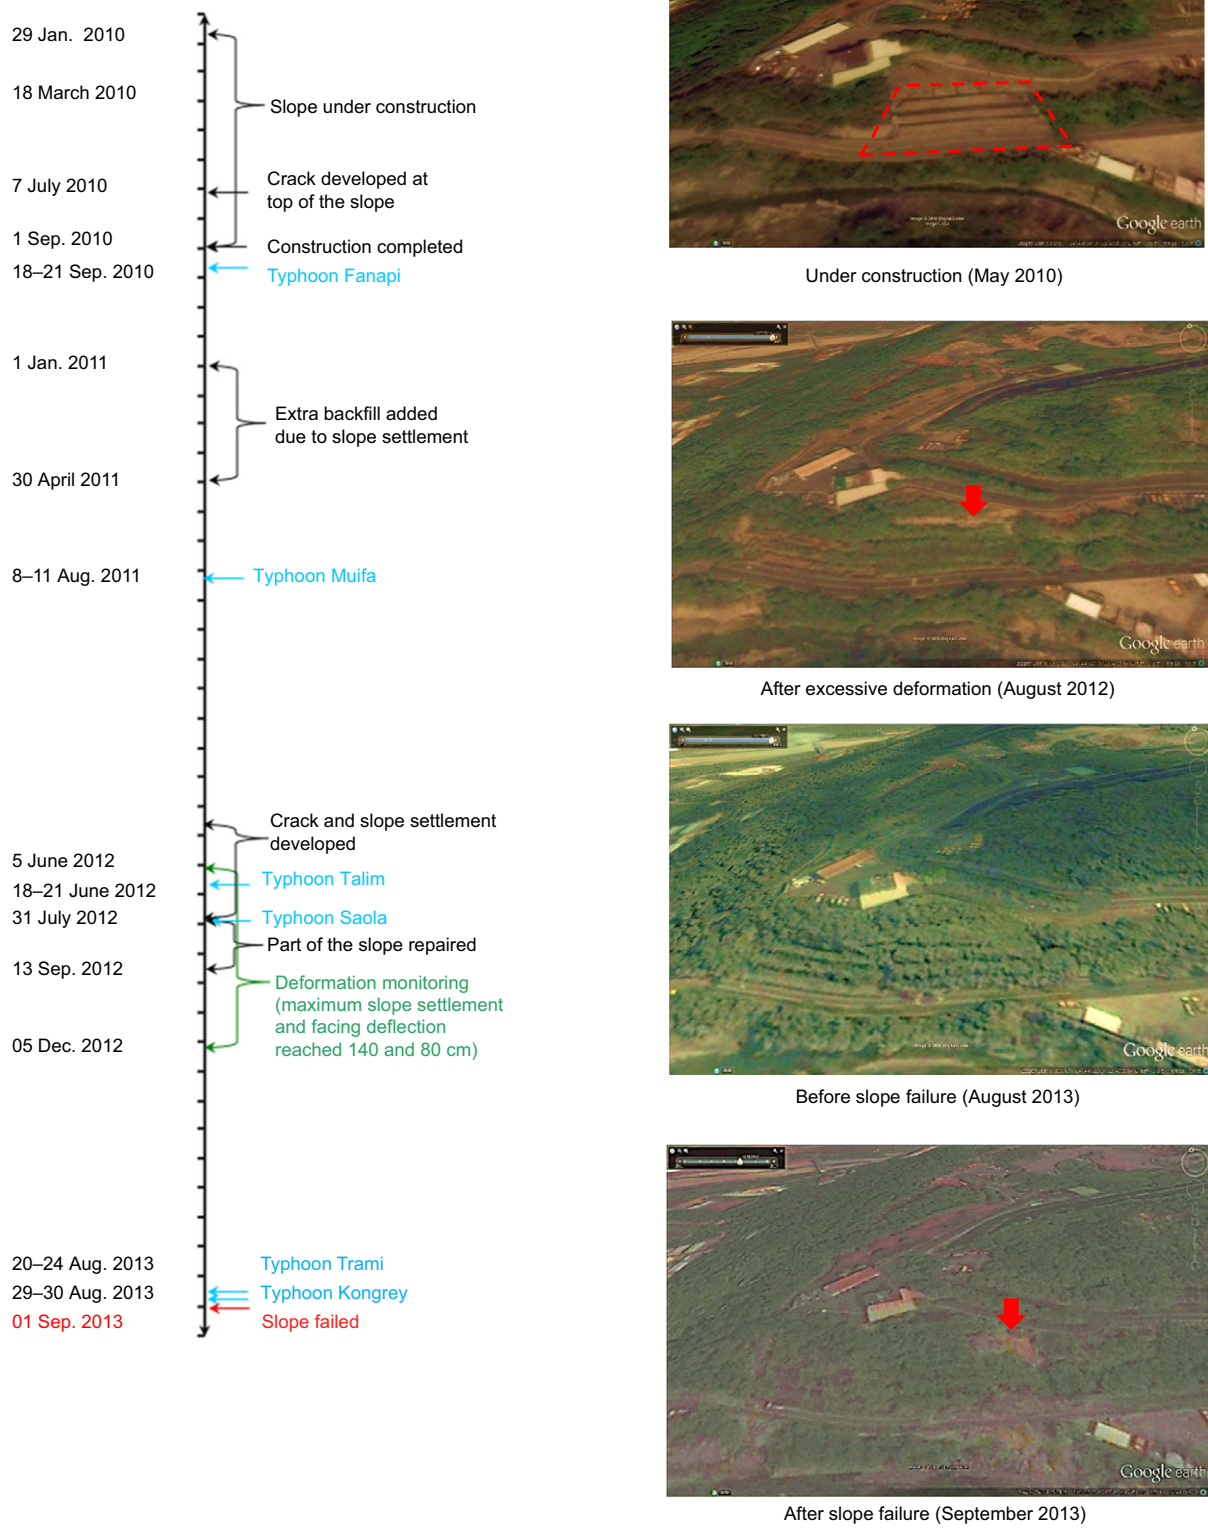 29 Jan. 2010
18 March 2010
Slope under construction
7 July 2010
Crack developed at
top of the slope
1 Sep. 2010
Construction completed
18–21 Sep. 2010
Typhoon Fanapi
1 Jan. 2011
Extra backfill added
due to slope settlement
30 April 2011
8–11 Aug. 2011
Typhoon Muifa
Crack and slope settlement
developed
5 June 2012
18–21 June 2012
Typhoon Talim
31 July 2012
Typhoon Saola
Part of the slope repaired
13 Sep. 2012
Deformation monitoring
(maximum slope settlement
and facing deflection
reached 140 and 80 cm)
05 Dec. 2012
20–24 Aug. 2013
Typhoon Trami
29–30 Aug. 2013
Typhoon Kongrey
01 Sep. 2013
Slope failed
Google earth
Under construction (May 2010)
Google earth
After excessive deformation (August 2012)
Google earth
Before slope failure (August 2013)
Google earth
After slope failure (September 2013)